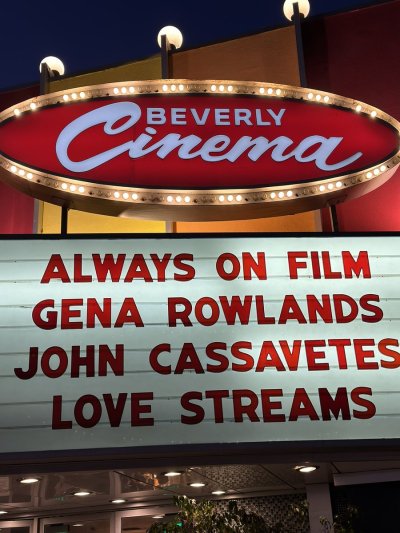 BEVERLY
Cinema
ALWAYS ON FILM
GENA ROWLANDS
JOHN CASSAVETES
LOVE STREAMS